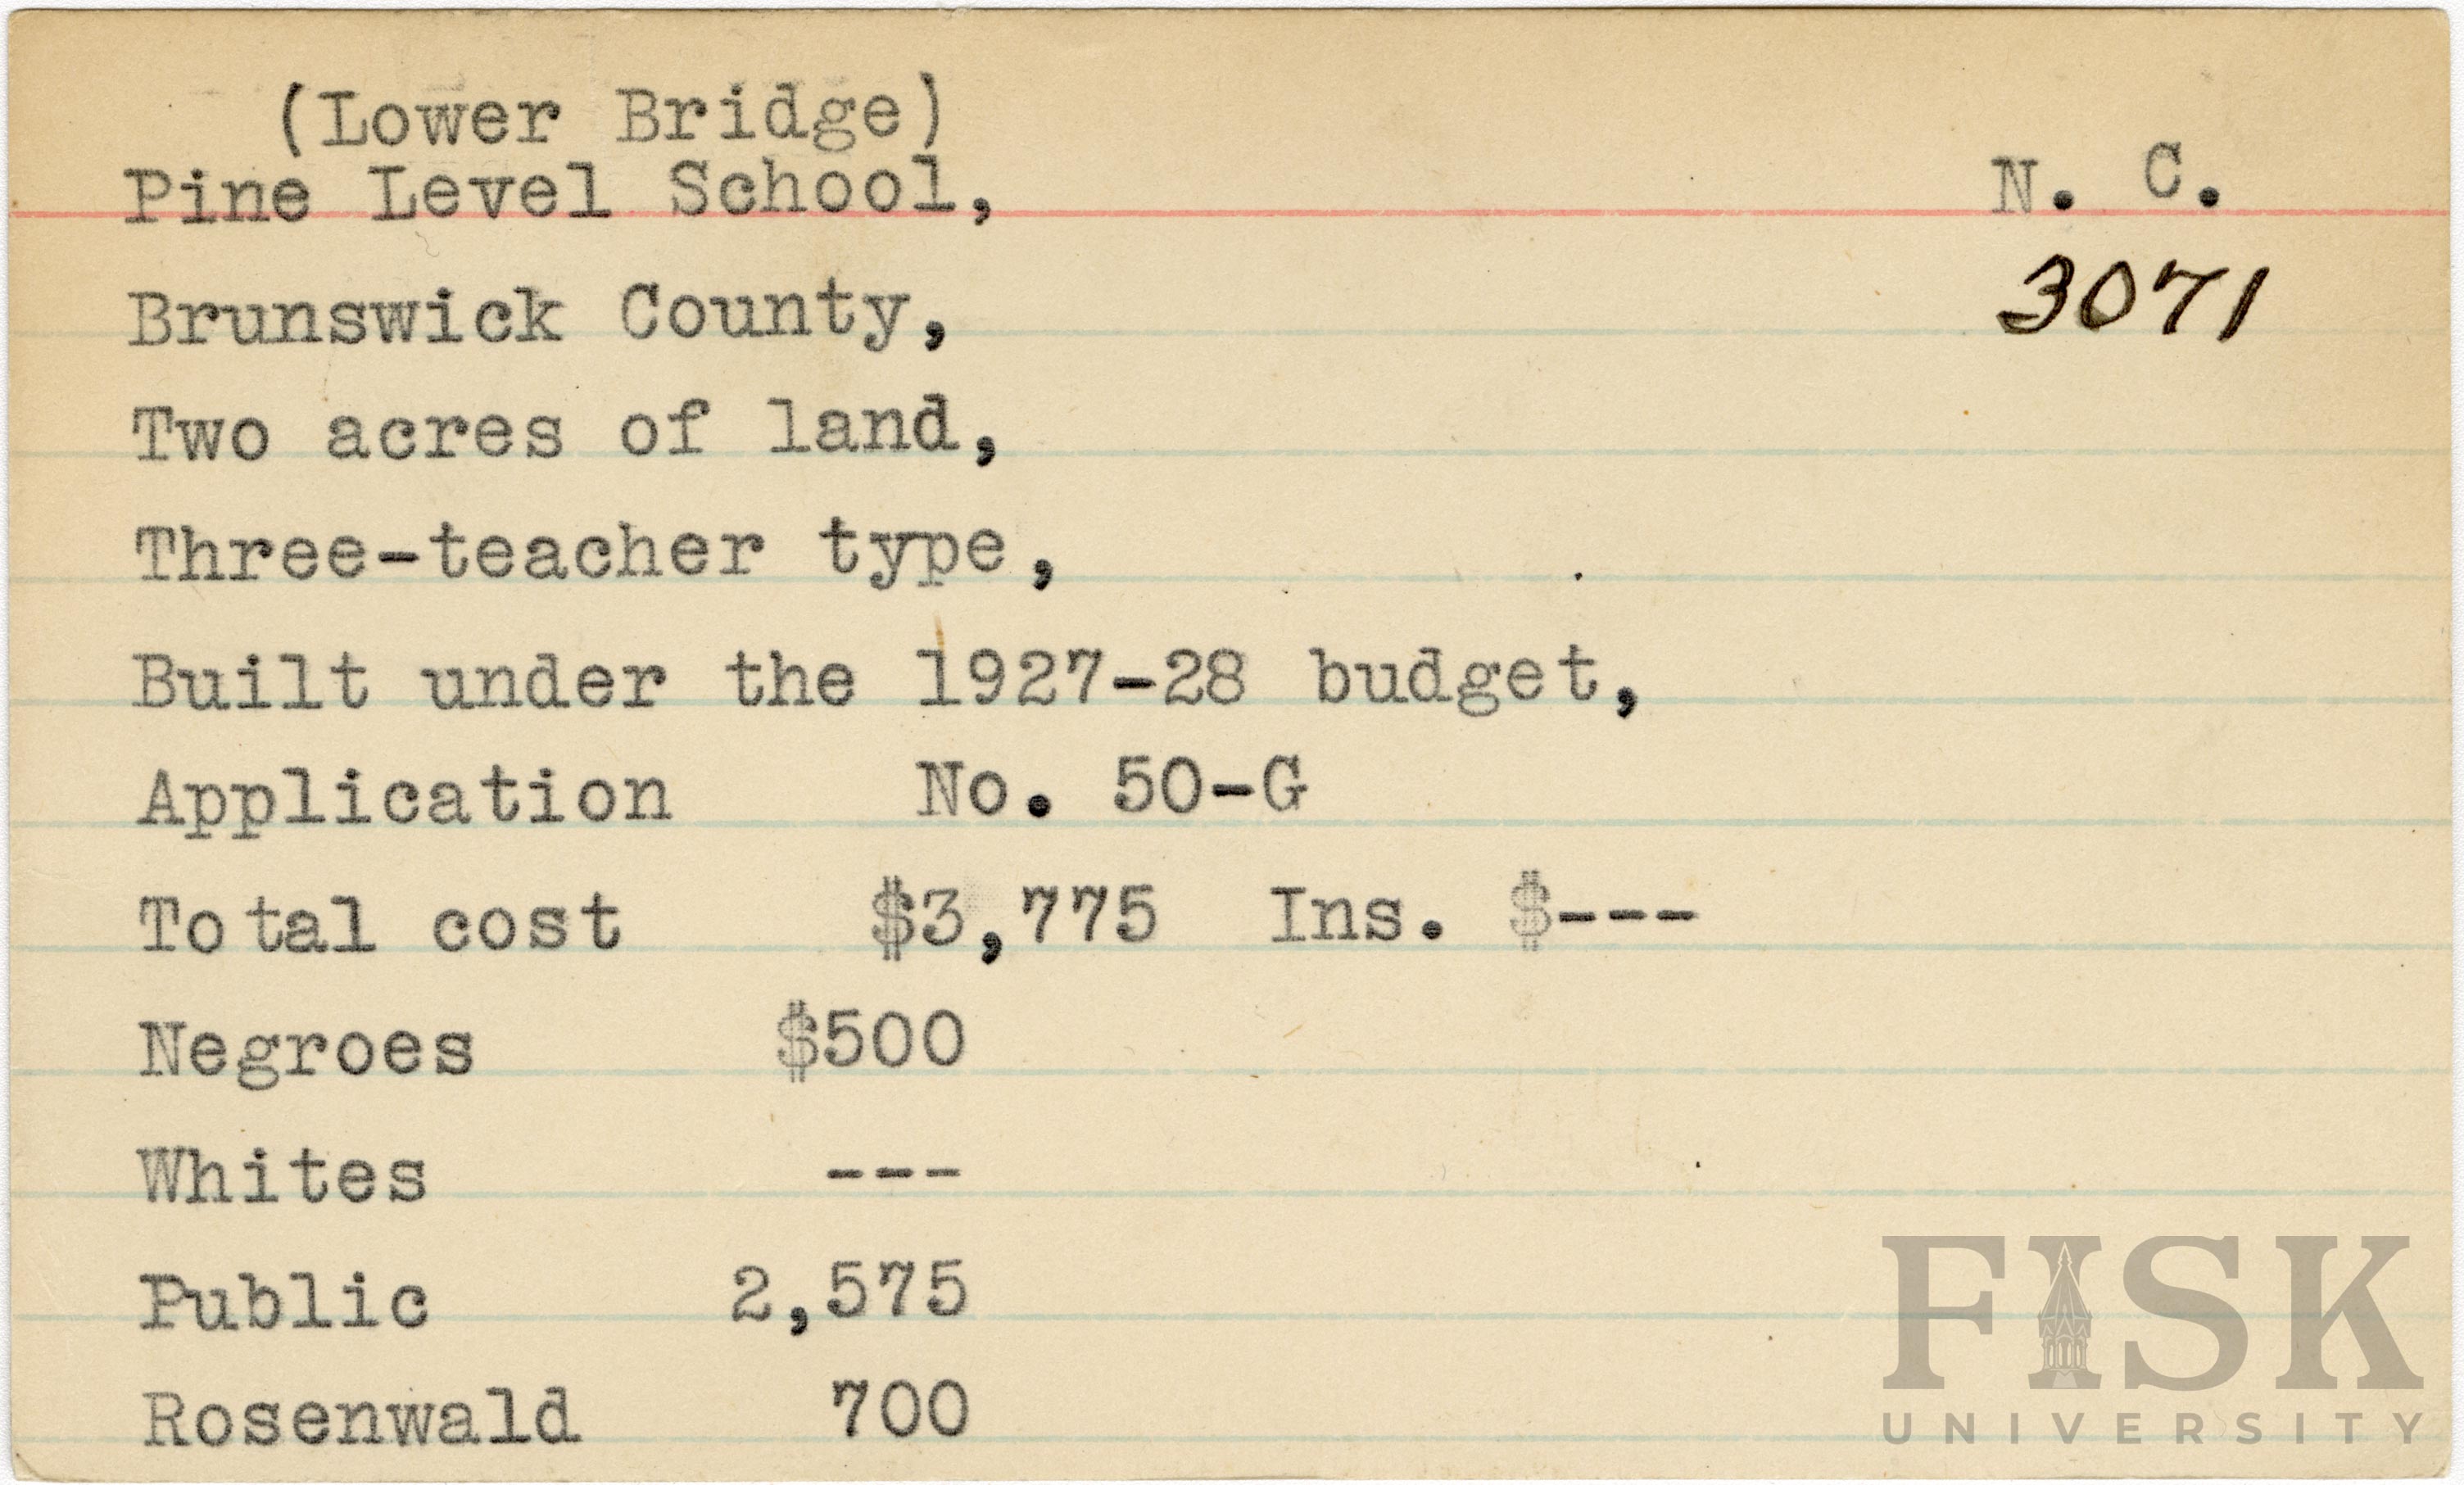 (Lower Bridge)
Pine Level School, N. C.
Brunswick County, 3071
Two acres of land,
Three-teacher type,
Built under the 1927-28 budget,
Application No. 50-G
Total cost $3,775 Ins. $---
Negroes $500
Whites ---
Public 2,575
Rosenwald 700
FISK
UNIVERSITY